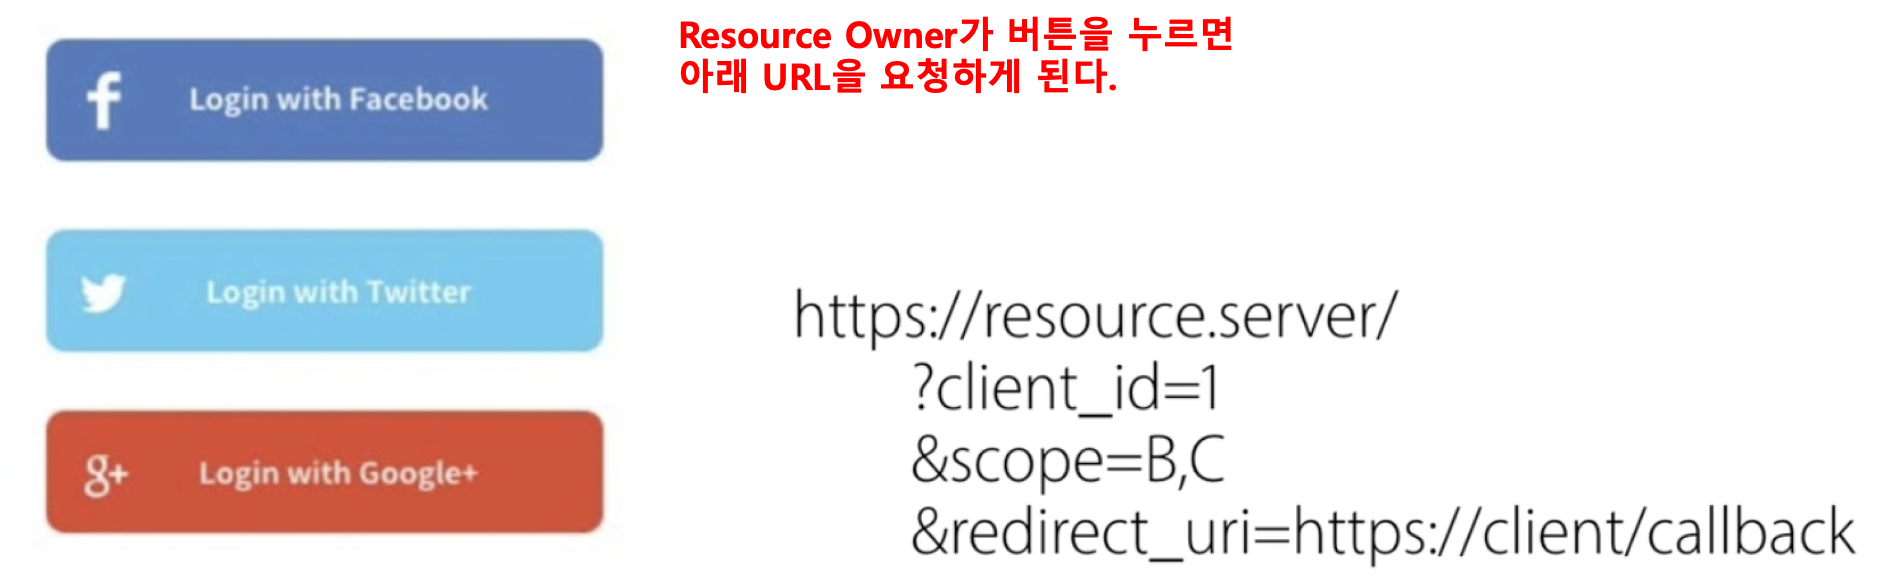 Login with Facebook
Login with Twitter
g+ Login with Google+
Resource Owner가 버튼을 누르면
아래 URL을 요청하게 된다.
https://resource.server/
?client_id=1
&scope=B,C
&redirect_uri=https://client/callback